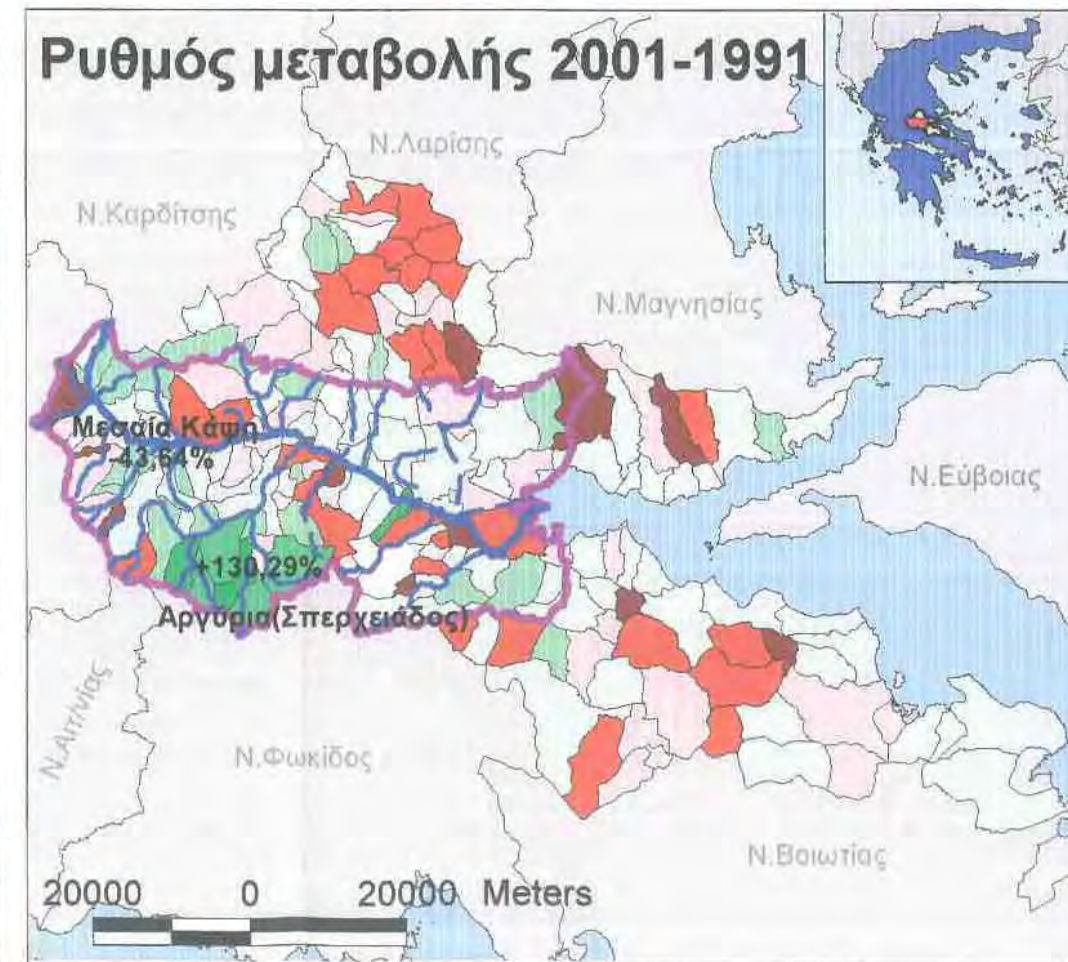 Ρυθμός μεταβολής 2001-1991
Ν.Λαρίσης
Ν.Καρδίτσης
Ν.Μαγνησίας
Μεσαία Κάψη
-43,64%
Ν.Εύβοιας
+130,29%
Αργύρια(Σπερχειάδος)
Ν.Αιτ/νίας
Ν.Φωκίδος
Ν.Βοιωτίας
20000 0 20000 Meters